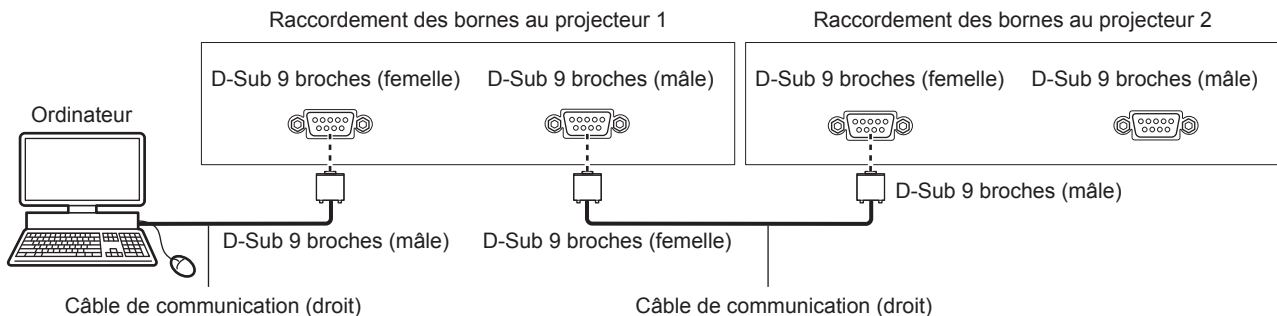 Raccordement des bornes au projecteur 1
Raccordement des bornes au projecteur 2
D-Sub 9 broches (femelle)
D-Sub 9 broches (mâle)
D-Sub 9 broches (femelle)
D-Sub 9 broches (mâle)
Ordinateur
D-Sub 9 broches (mâle)
D-Sub 9 broches (mâle)
D-Sub 9 broches (femelle)
Câble de communication (droit)
Câble de communication (droit)